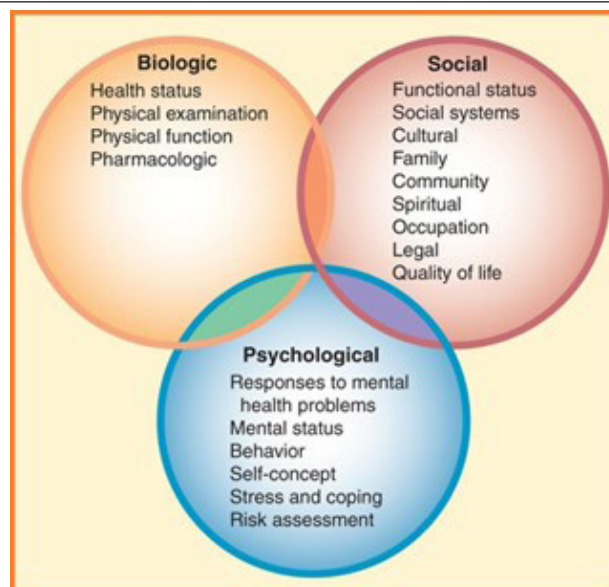 Biologic
Health status
Physical examination
Physical function
Pharmacologic
Social
Functional status
Social systems
Cultural
Family
Community
Spiritual
Occupation
Legal
Quality of life
Psychological
Responses to mental
health problems
Mental status
Behavior
Self-concept
Stress and coping
Risk assessment